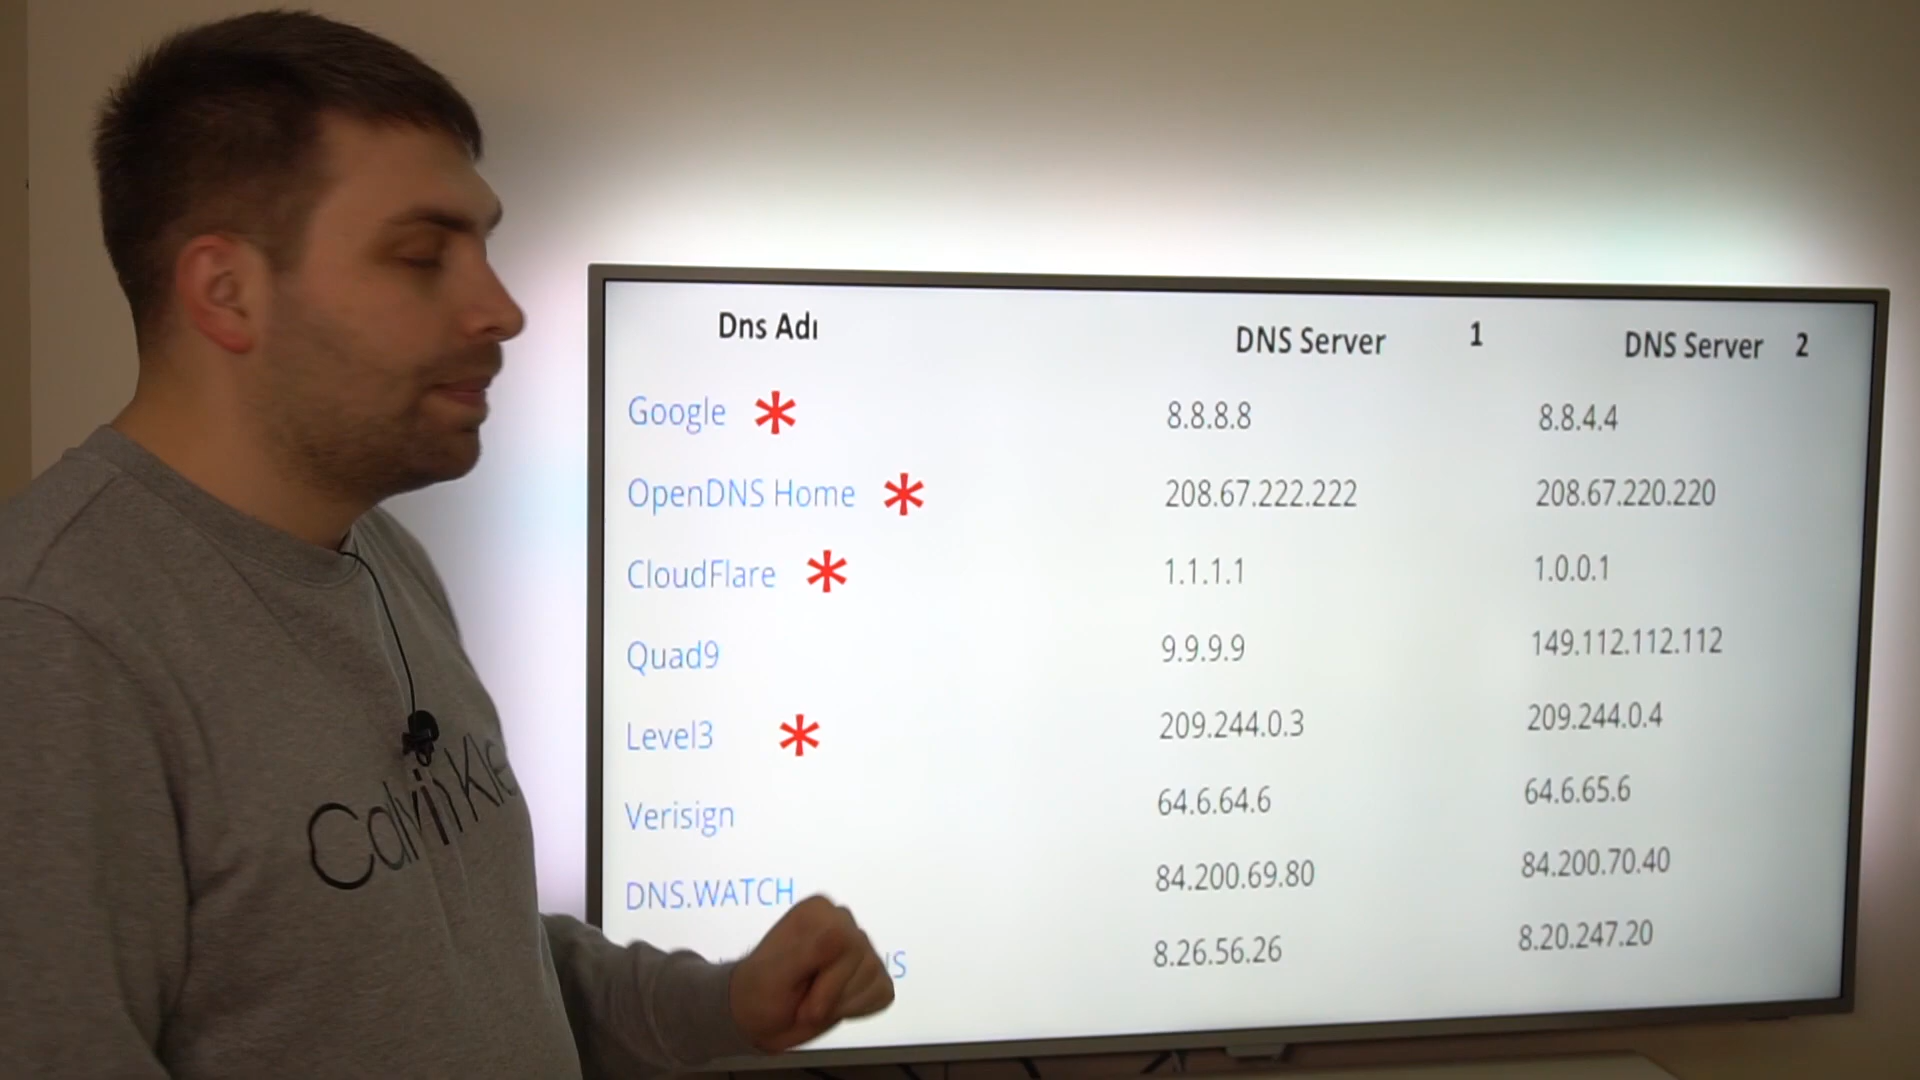 Dns Adı DNS Server 1 DNS Server 2
Google * 8.8.8.8 8.8.4.4
OpenDNS Home * 208.67.222.222 208.67.220.220
CloudFlare * 1.1.1.1 1.0.0.1
Quad9 9.9.9.9 149.112.112.112
Level3 * 209.244.0.3 209.244.0.4
Verisign 64.6.64.6 64.6.65.6
DNS.WATCH 84.200.69.80 84.200.70.40
8.26.56.26 8.20.247.20
Calvin Kle